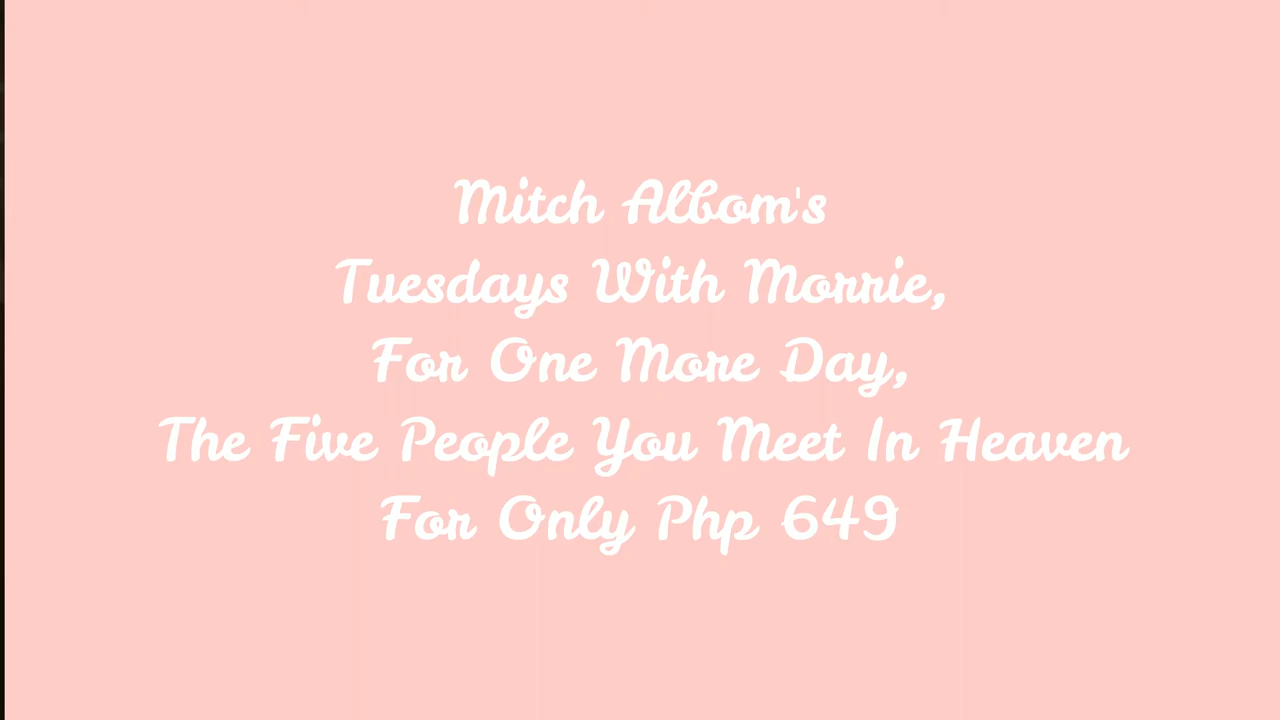 Mitch Albom's
Tuesdays With Morrie,
For One More Day,
The Five People You Meet In Heaven
For Only Php 649